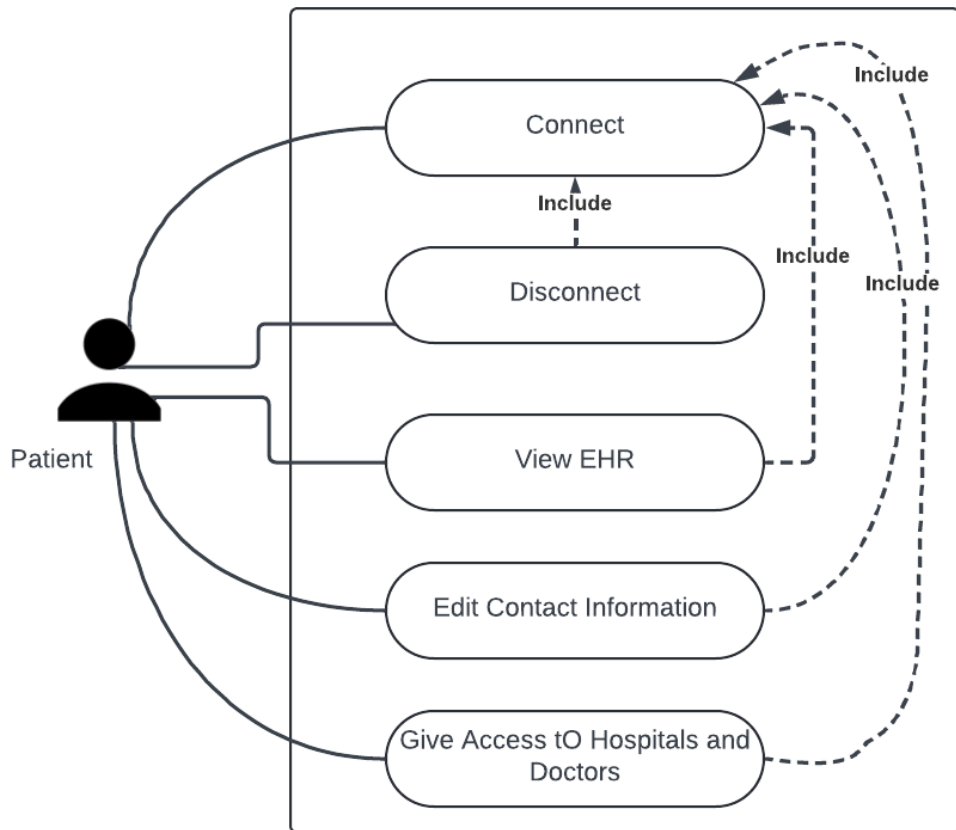 Include
Connect
Include
Disconnect
Include
Include
Patient
View EHR
Edit Contact Information
Give Access tO Hospitals and
Doctors